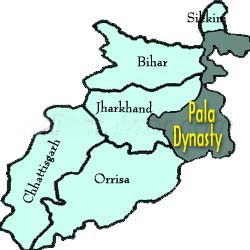 Sikkim
Bihar
Jharkhand
Pala
Dynasty
Chhattisgarh
Orrisa